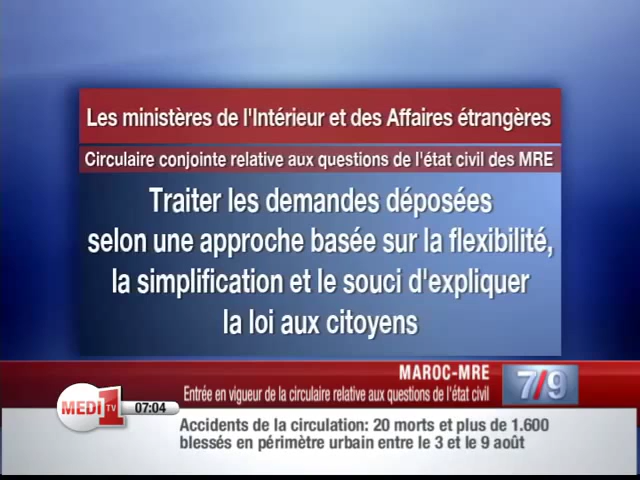 Les ministères de l'Intérieur et des Affaires étrangères
Circulaire conjointe relative aux questions de l'état civil des MRE
Traiter les demandes déposées
selon une approche basée sur la flexibilité,
la simplification et le souci d'expliquer
la loi aux citoyens
MAROC-MRE
Entrée en vigueur de la circulaire relative aux questions de l'état civil
7/9
MEDI 1 TV
07:04
Accidents de la circulation: 20 morts et plus de 1.600
blessés en périmètre urbain entre le 3 et le 9 août